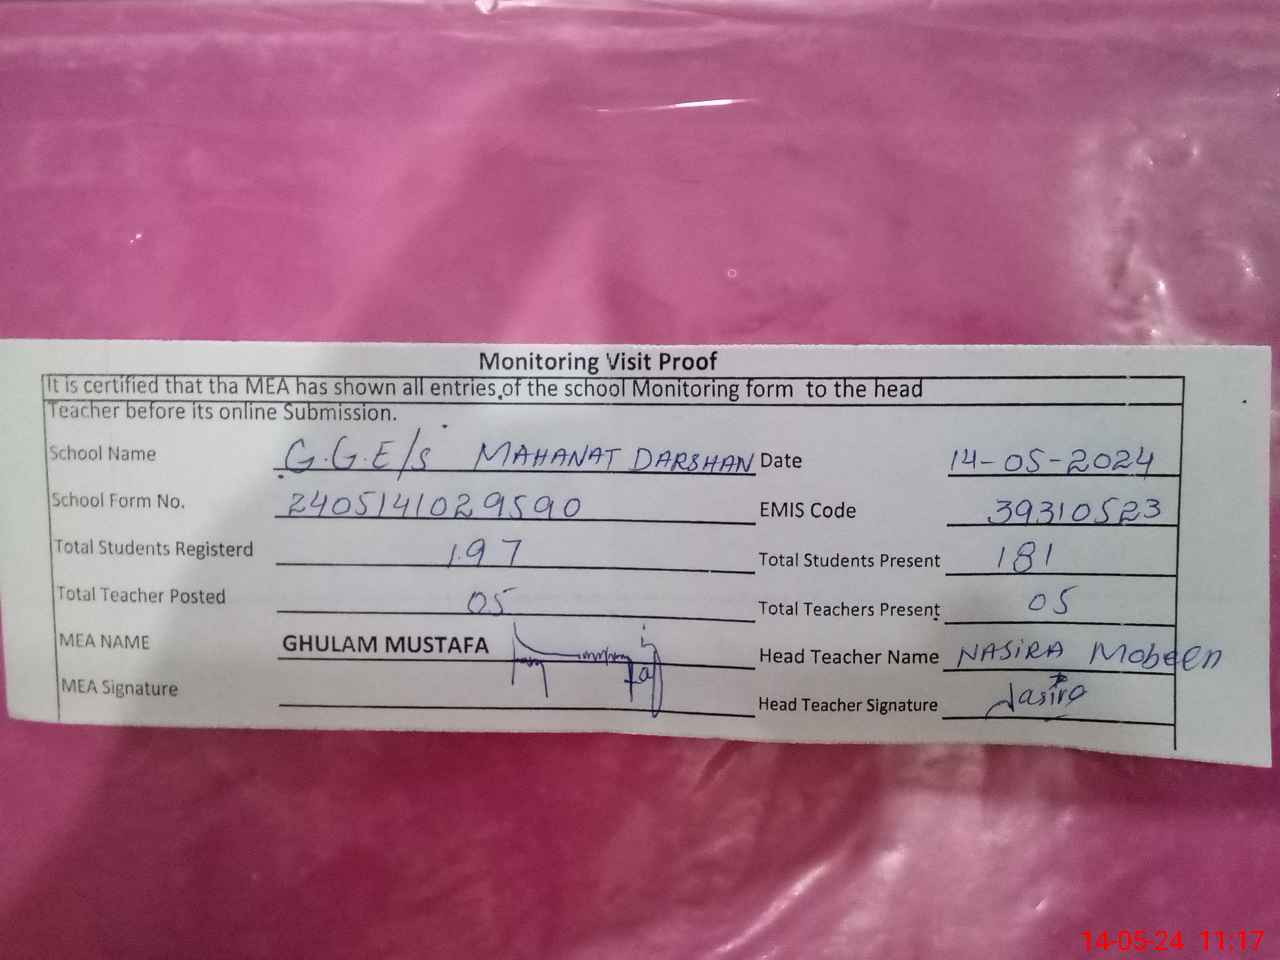 Monitoring Visit Proof
It is certified that tha MEA has shown all entries of the school Monitoring form to the head
Teacher before its online Submission.
School Name G.G.E/S MAHANAT DARSHAN Date 14-05-2024
School Form No. 2405141029590 EMIS Code 39310523
Total Students Registerd 197 Total Students Present 181
Total Teacher Posted 05 Total Teachers Present 05
MEA NAME GHULAM MUSTAFA Head Teacher Name NASIRA Mobeen
MEA Signature Head Teacher Signature Nasira
14-05-24 11:17